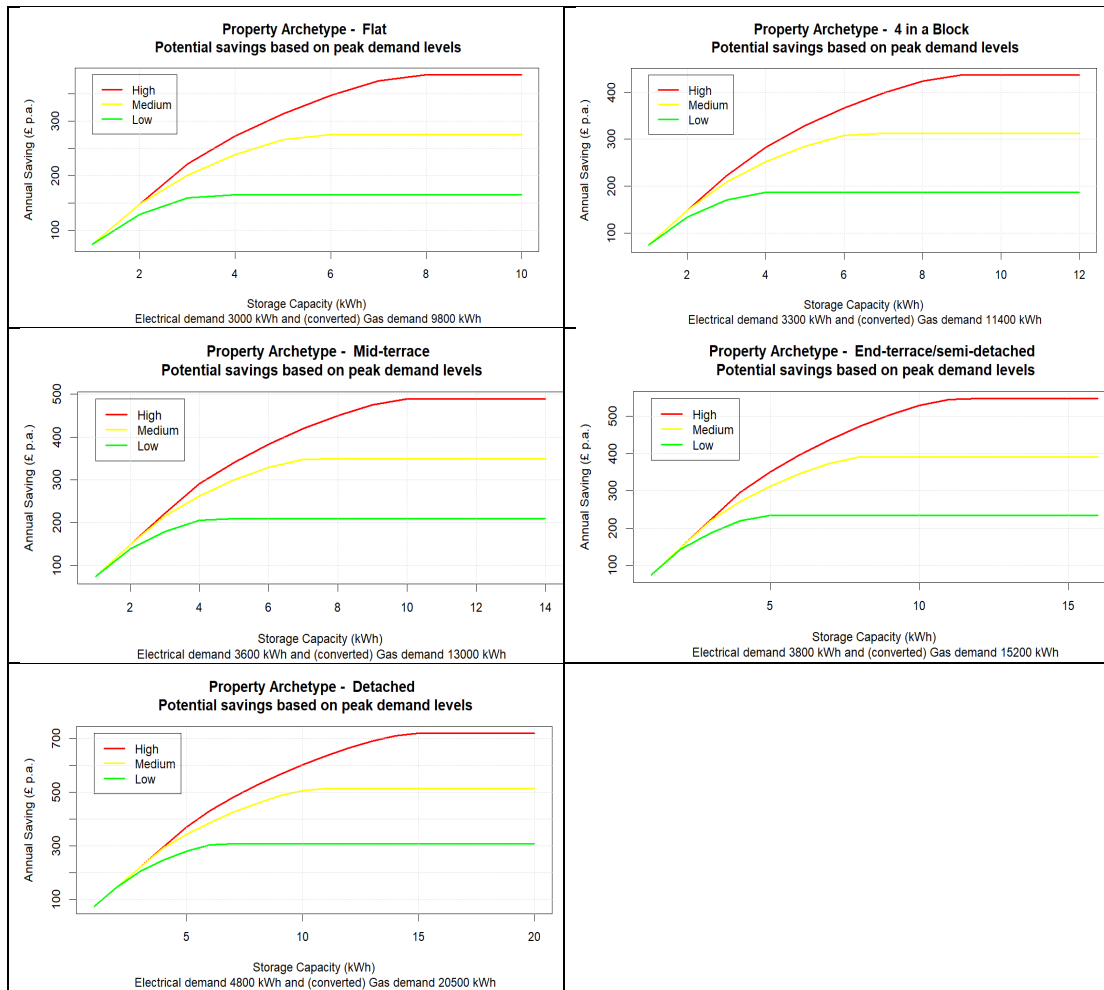 Property Archetype - Flat
Potential savings based on peak demand levels
High
Medium
Low
Annual Saving (£ p.a.)
300
200
100
2 4 6 8 10
Storage Capacity (kWh)
Electrical demand 3000 kWh and (converted) Gas demand 9800 kWh
Property Archetype - 4 in a Block
Potential savings based on peak demand levels
High
Medium
Low
Annual Saving (£ p.a.)
400
300
200
100
2 4 6 8 10 12
Storage Capacity (kWh)
Electrical demand 3300 kWh and (converted) Gas demand 11400 kWh
Property Archetype - Mid-terrace
Potential savings based on peak demand levels
High
Medium
Low
Annual Saving (£ p.a.)
500
400
300
200
100
2 4 6 8 10 12 14
Storage Capacity (kWh)
Electrical demand 3600 kWh and (converted) Gas demand 13000 kWh
Property Archetype - End-terrace/semi-detached
Potential savings based on peak demand levels
High
Medium
Low
Annual Saving (£ p.a.)
500
400
300
200
100
5 10 15
Storage Capacity (kWh)
Electrical demand 3800 kWh and (converted) Gas demand 15200 kWh
Property Archetype - Detached
Potential savings based on peak demand levels
High
Medium
Low
Annual Saving (£ p.a.)
700
500
300
100
5 10 15 20
Storage Capacity (kWh)
Electrical demand 4800 kWh and (converted) Gas demand 20500 kWh